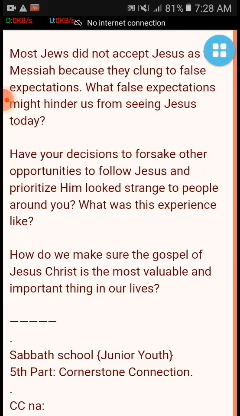 0:0KB/s U:0KB/s 81% 7:28 AM
No internet connection
Most Jews did not accept Jesus as
Messiah because they clung to false
expectations. What false expectations
might hinder us from seeing Jesus
today?
Have your decisions to forsake other
opportunities to follow Jesus and
prioritize Him looked strange to people
around you? What was this experience
like?
How do we make sure the gospel of
Jesus Christ is the most valuable and
important thing in our lives?
—————
.
Sabbath school {Junior Youth}
5th Part: Cornerstone Connection.
.
CC na: